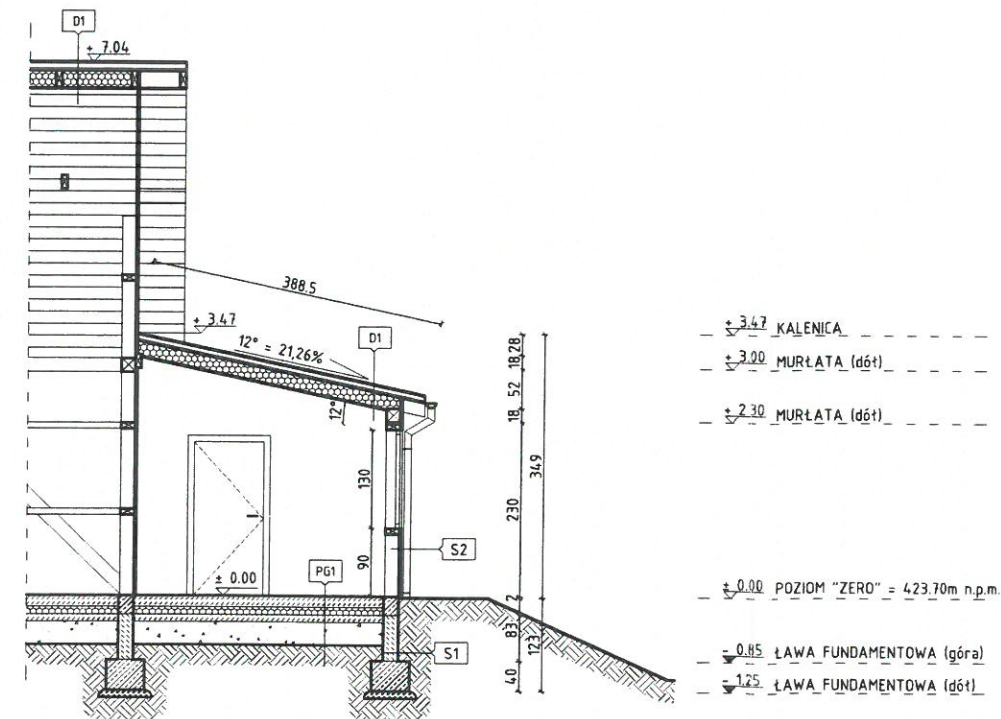 D1
+ 7.04
388.5
+ 3.47
12° = 21,26%
D1
12°
130
90
S2
± 0.00
PG1
S1
28
18
52
18
230
2
83
40
349
123
+ 3.47 KALENICA
+ 3.00 MURŁATA (dół)
+ 2.30 MURŁATA (dół)
± 0.00 POZIOM "ZERO" = 423.70m n.p.m.
- 0.85 ŁAWA FUNDAMENTOWA (góra)
- 1.25 ŁAWA FUNDAMENTOWA (dół)